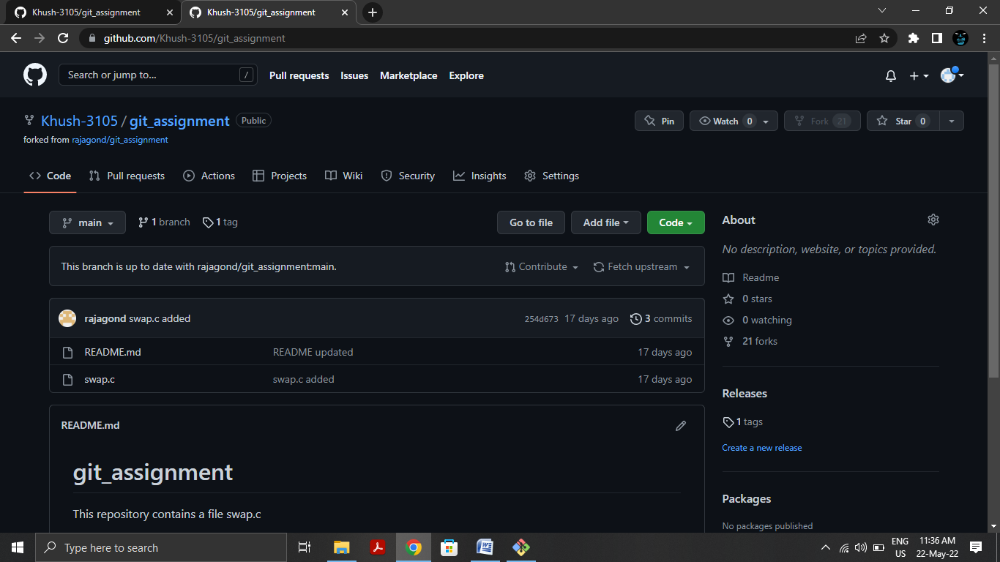 Khush-3105/git_assignment
Khush-3105/git_assignment
github.com/Khush-3105/git_assignment
Search or jump to... / Pull requests Issues Marketplace Explore
Khush-3105 / git_assignment Public
Pin Watch 0 Fork 21 Star 0
forked from rajagond/git_assignment
Code Pull requests Actions Projects Wiki Security Insights Settings
main 1 branch 1 tag Go to file Add file Code
This branch is up to date with rajagond/git_assignment:main. Contribute Fetch upstream
rajagond swap.c added 254d673 17 days ago 3 commits
README.md README updated 17 days ago
swap.c swap.c added 17 days ago
README.md
git_assignment
This repository contains a file swap.c
About
No description, website, or topics provided.
Readme
0 stars
0 watching
21 forks
Releases
1 tags
Create a new release
Packages
No packages published
Type here to search
ENG
US
11:36 AM
22-May-22